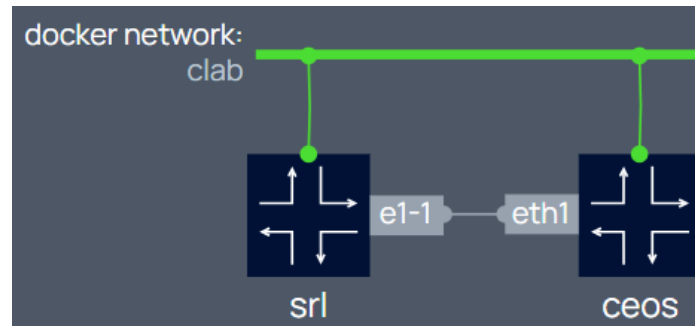 docker network:
clab
e1-1
eth1
srl
ceos